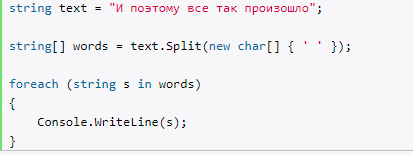 string text = "И поэтому все так произошло";
string[] words = text.Split(new char[] { ' ' });
foreach (string s in words)
{
    Console.WriteLine(s);
}